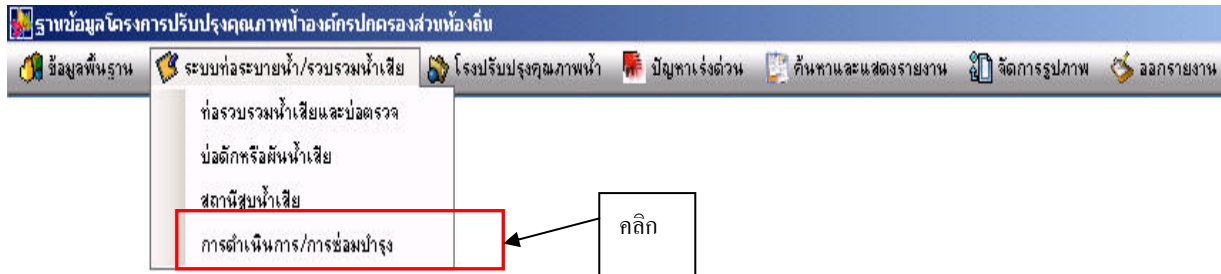 ฐานข้อมูลโครงการปรับปรุงคุณภาพน้ำองค์กรปกครองส่วนท้องถิ่น
ข้อมูลพื้นฐาน ระบบท่อระบายน้ำ/รวบรวมน้ำเสีย โรงปรับปรุงคุณภาพน้ำ ปัญหาเร่งด่วน ค้นหาและแสดงรายงาน จัดการรูปภาพ ออกรายงาน
ท่อรวบรวมน้ำเสียและบ่อตรวจ
บ่อดักหรือผันน้ำเสีย
สถานีสูบน้ำเสีย
การดำเนินการ/การซ่อมบำรุง
คลิก